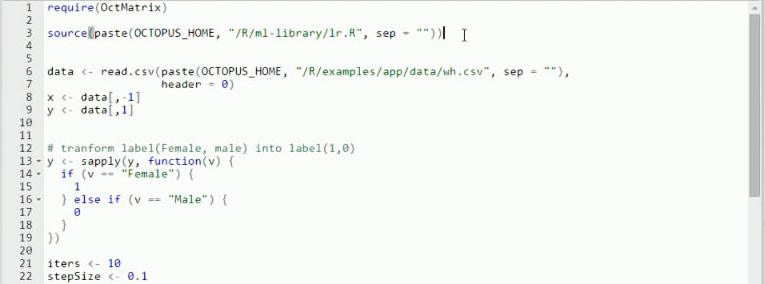 1 require(OctMatrix)
2
3 source(paste(OCTOPUS_HOME, "/R/ml-library/lr.R", sep = ""))
4
5
6 data <- read.csv(paste(OCTOPUS_HOME, "/R/examples/app/data/wh.csv", sep = ""),
7 header = 0)
8 x <- data[,-1]
9 y <- data[,1]
10
11
12 # tranform label(Female, male) into label(1,0)
13 y <- sapply(y, function(v) {
14 if (v == "Female") {
15 1
16 } else if (v == "Male") {
17 0
18 }
19 })
20
21 iters <- 10
22 stepSize <- 0.1